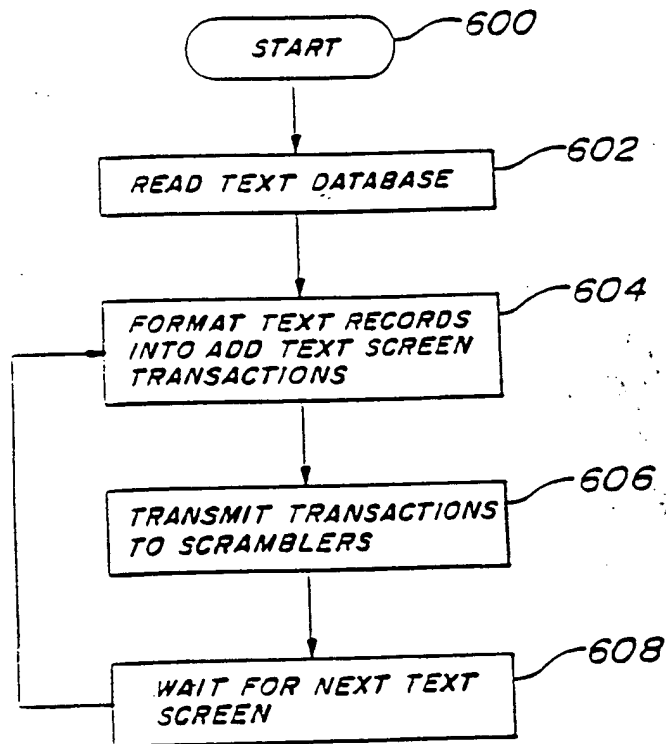 START
600
READ TEXT DATABASE
602
FORMAT TEXT RECORDS
INTO ADD TEXT SCREEN
TRANSACTIONS
604
TRANSMIT TRANSACTIONS
TO SCRAMBLERS
606
WAIT FOR NEXT TEXT
SCREEN
608